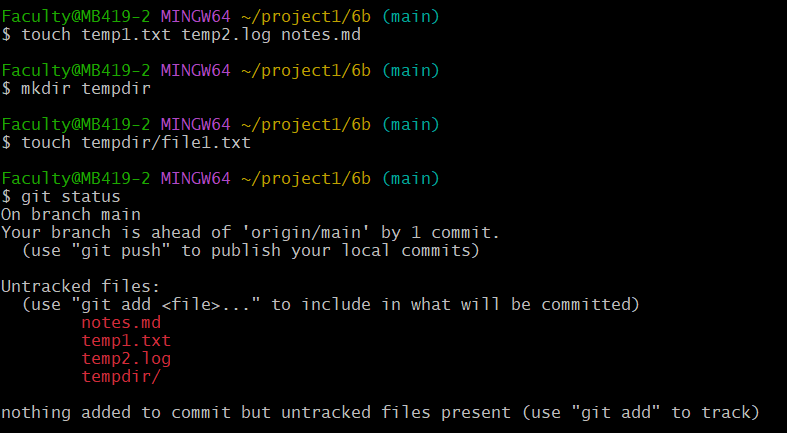 Faculty@MB419-2 MINGW64 ~/project1/6b (main)
$ touch temp1.txt temp2.log notes.md

Faculty@MB419-2 MINGW64 ~/project1/6b (main)
$ mkdir tempdir

Faculty@MB419-2 MINGW64 ~/project1/6b (main)
$ touch tempdir/file1.txt

Faculty@MB419-2 MINGW64 ~/project1/6b (main)
$ git status
On branch main
Your branch is ahead of 'origin/main' by 1 commit.
  (use "git push" to publish your local commits)

Untracked files:
  (use "git add <file>..." to include in what will be committed)
        notes.md
        temp1.txt
        temp2.log
        tempdir/

nothing added to commit but untracked files present (use "git add" to track)